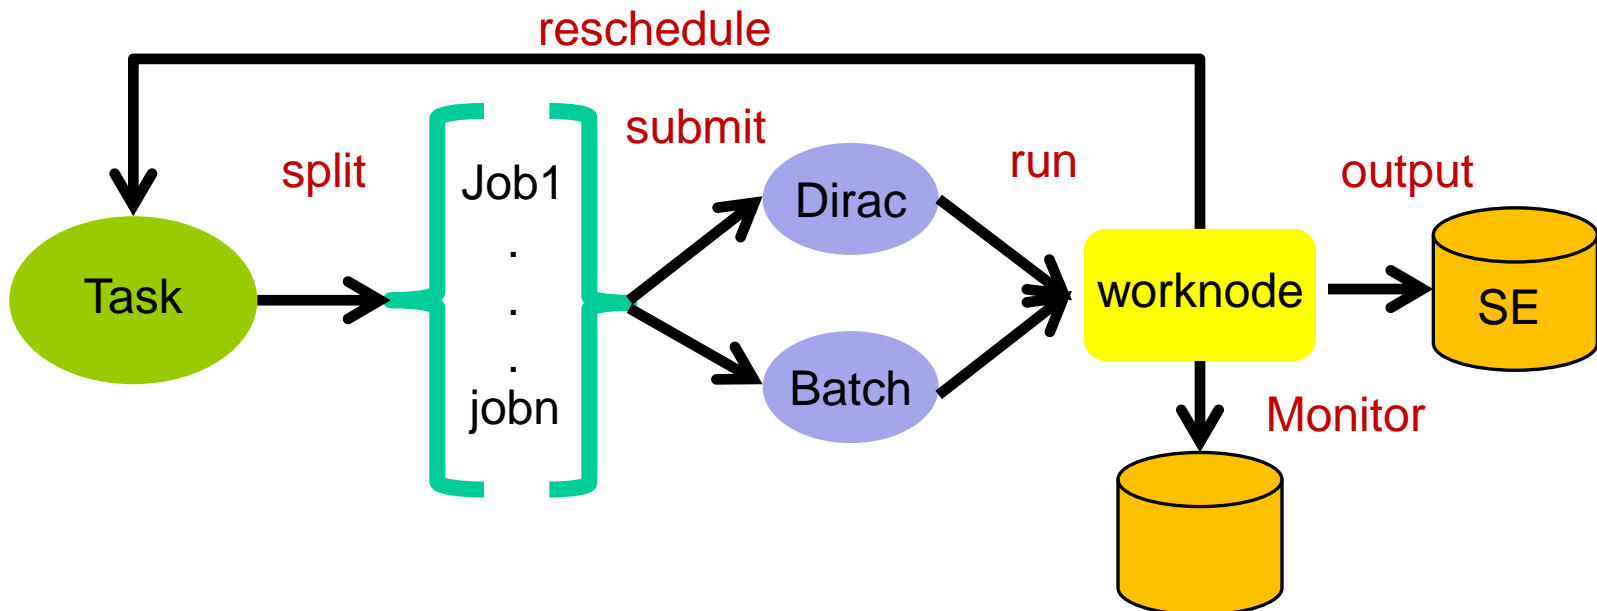 reschedule
split
submit
run
output
Task
Job1
.
.
.
jobn
Dirac
Batch
worknode
SE
Monitor